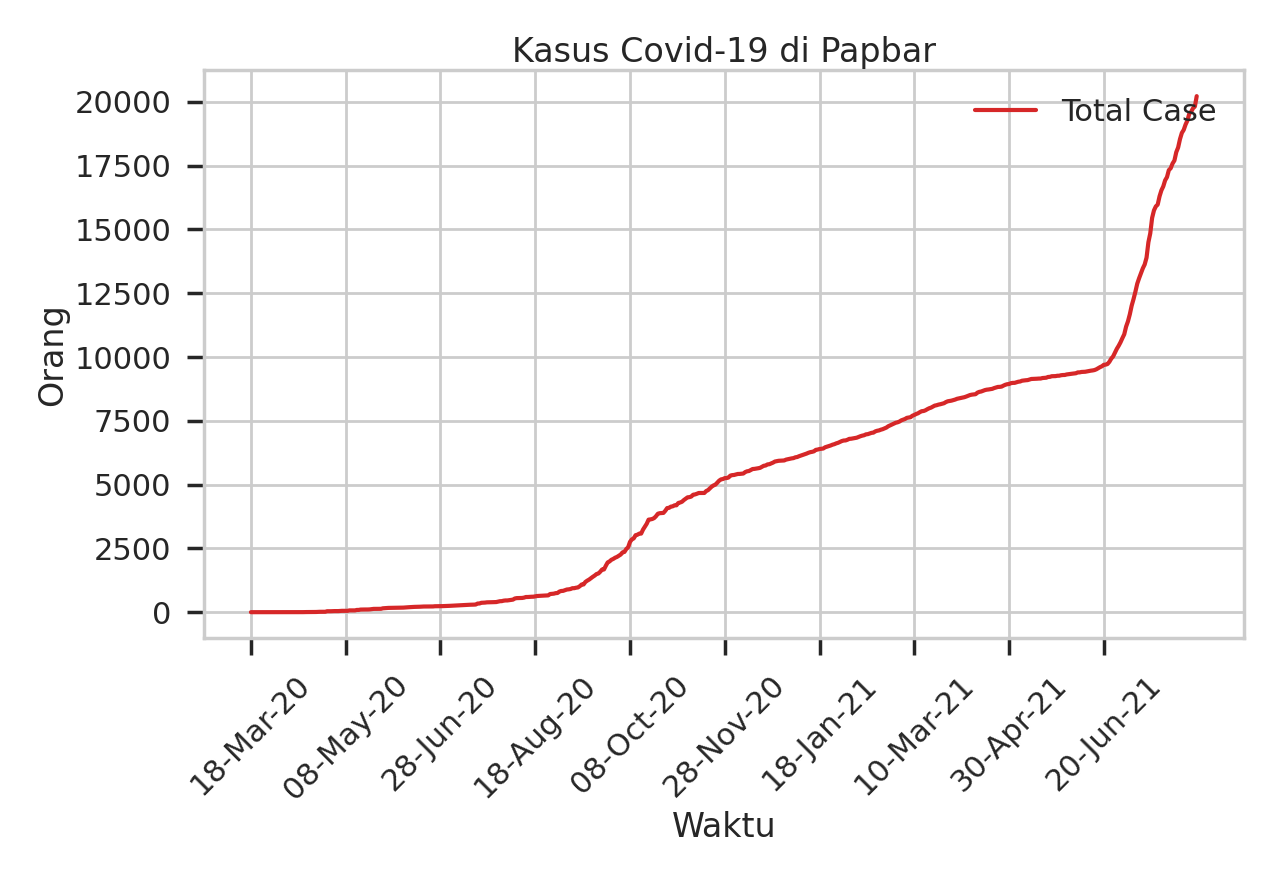 Kasus Covid-19 di Papbar
Total Case
20000
17500
15000
12500
10000
7500
5000
2500
0
Orang
18-Mar-20
08-May-20
28-Jun-20
18-Aug-20
08-Oct-20
28-Nov-20
18-Jan-21
10-Mar-21
30-Apr-21
20-Jun-21
Waktu